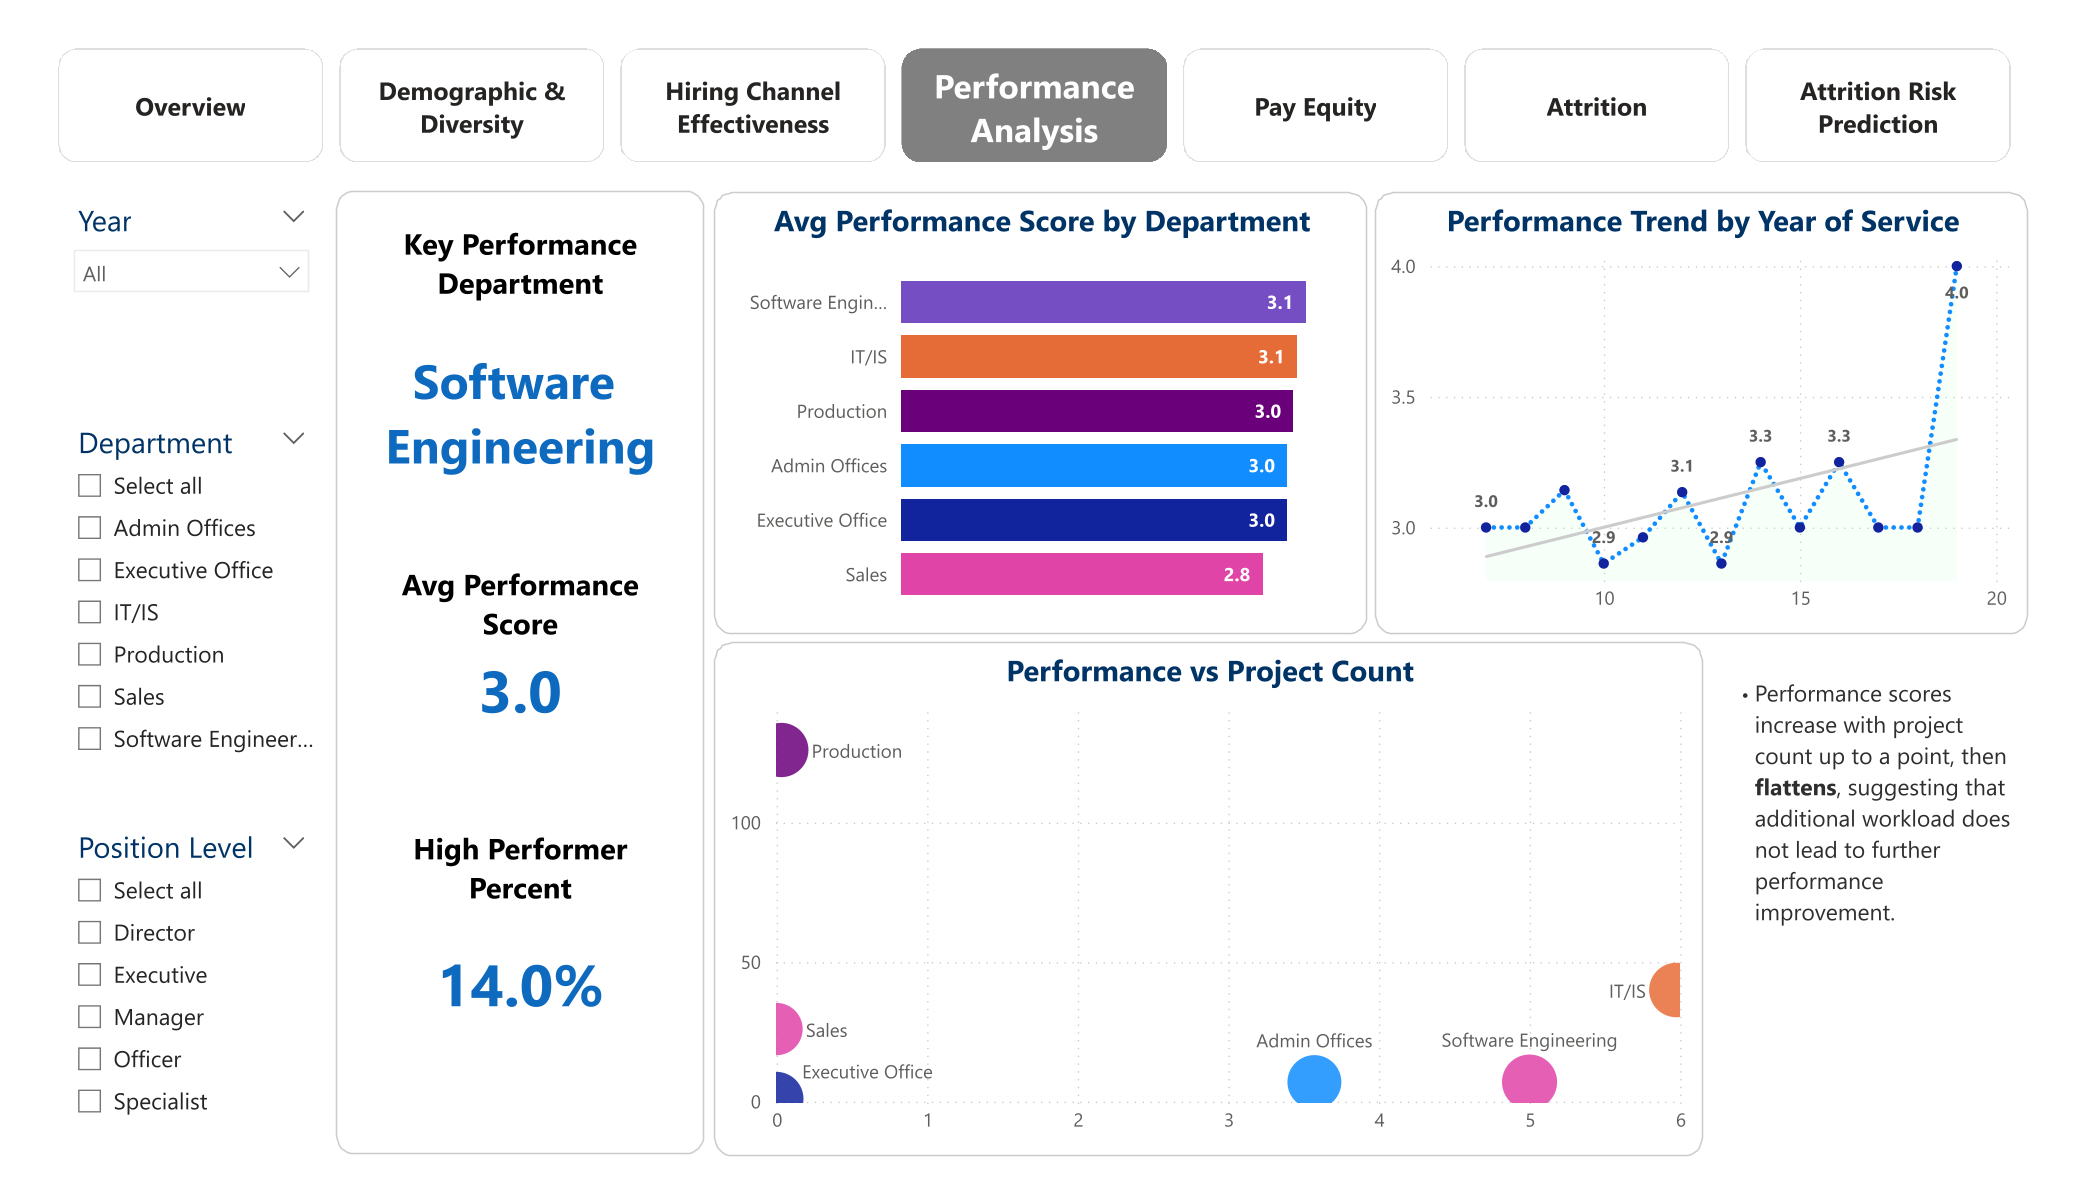 Overview
Demographic &
Diversity
Hiring Channel
Effectiveness
Performance
Analysis
Pay Equity
Attrition
Attrition Risk
Prediction
Year
All
Department
Select all
Admin Offices
Executive Office
IT/IS
Production
Sales
Software Engineer...
Position Level
Select all
Director
Executive
Manager
Officer
Specialist
Key Performance
Department
Software
Engineering
Avg Performance
Score
3.0
High Performer
Percent
14.0%
Avg Performance Score by Department
Software Engin... 3.1
IT/IS 3.1
Production 3.0
Admin Offices 3.0
Executive Office 3.0
Sales 2.8
Performance Trend by Year of Service
4.0
4.0
3.5
3.3 3.3
3.1
3.0
3.0
2.9 2.9
10 15 20
Performance vs Project Count
Production
100
50
IT/IS
Sales
Admin Offices Software Engineering
Executive Office
0
0 1 2 3 4 5 6
• Performance scores
increase with project
count up to a point, then
flattens, suggesting that
additional workload does
not lead to further
performance
improvement.